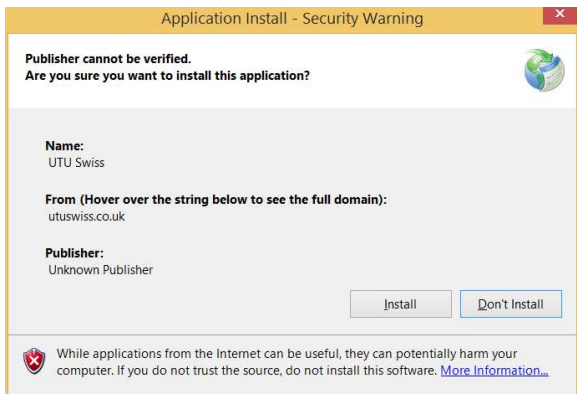 Application Install - Security Warning
Publisher cannot be verified.
Are you sure you want to install this application?
Name:
UTU Swiss
From (Hover over the string below to see the full domain):
utuswiss.co.uk
Publisher:
Unknown Publisher
Install
Don't Install
While applications from the Internet can be useful, they can potentially harm your
computer. If you do not trust the source, do not install this software. More Information...